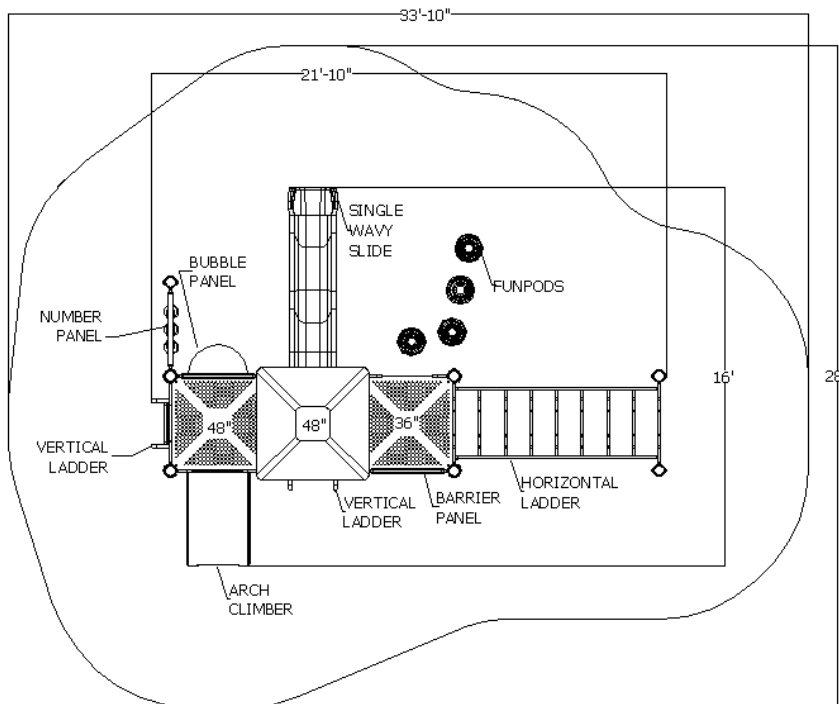 33'-10"
21'-10"
SINGLE
WAVY
SLIDE
BUBBLE
PANEL
FUNPODS
NUMBER
PANEL
16'
28
48"
48"
36"
VERTICAL
LADDER
VERTICAL
LADDER
BARRIER
PANEL
HORIZONTAL
LADDER
ARCH
CLIMBER